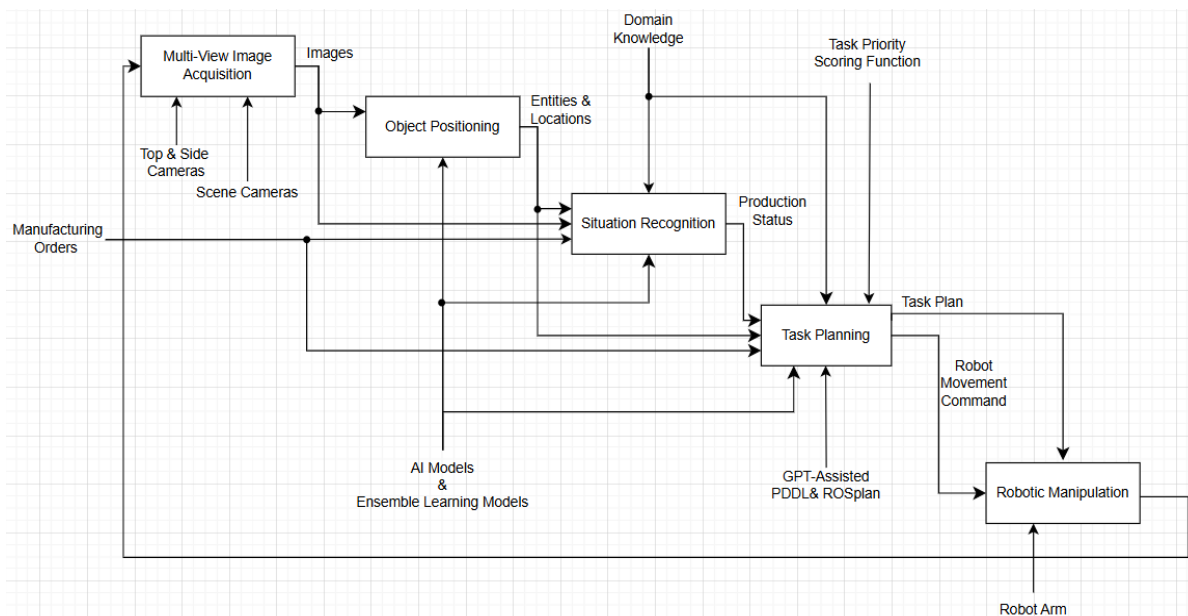 Domain
Knowledge
Task Priority
Scoring Function
Multi-View Image
Acquisition
Images
Entities &
Locations
Object Positioning
Top & Side
Cameras
Scene Cameras
Manufacturing
Orders
Situation Recognition
Production
Status
Task Planning
Task Plan
Robot
Movement
Command
AI Models
&
Ensemble Learning Models
GPT-Assisted
PDDL& ROSplan
Robotic Manipulation
Robot Arm